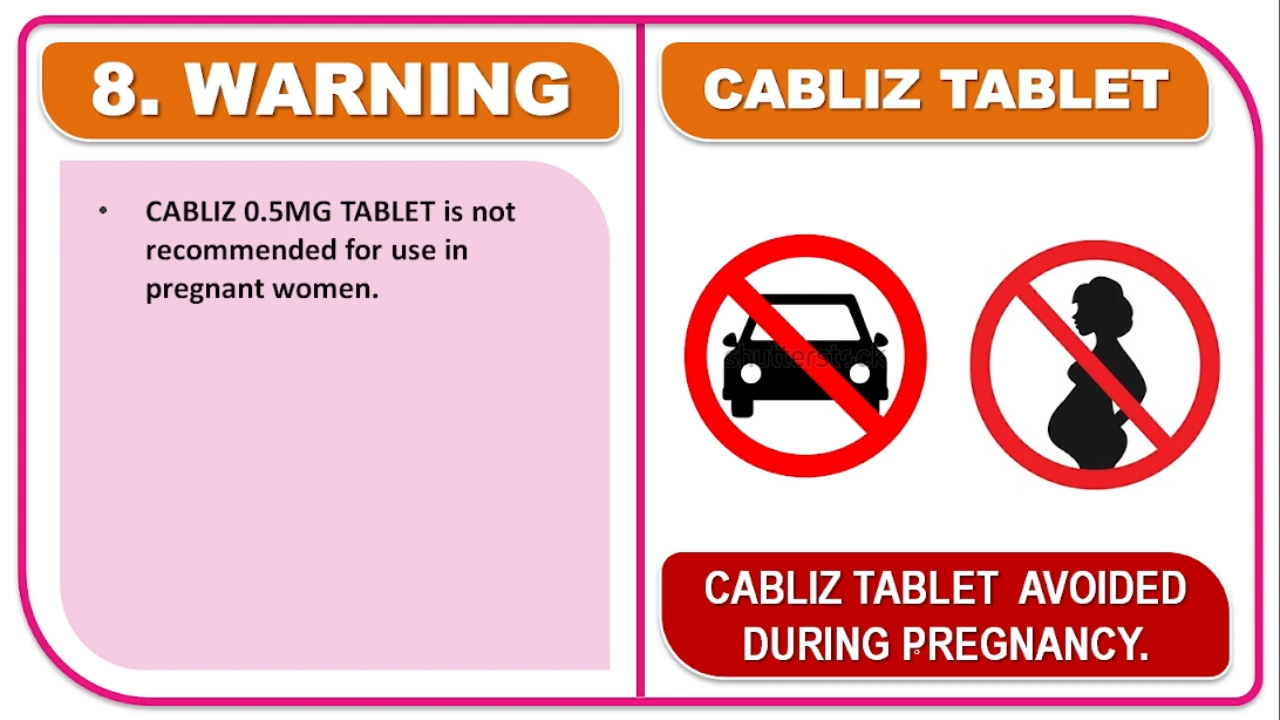 8. WARNING
CABLIZ TABLET
• CABLIZ 0.5MG TABLET is not
recommended for use in
pregnant women.
shutterstock
CABLIZ TABLET AVOIDED
DURING PREGNANCY.